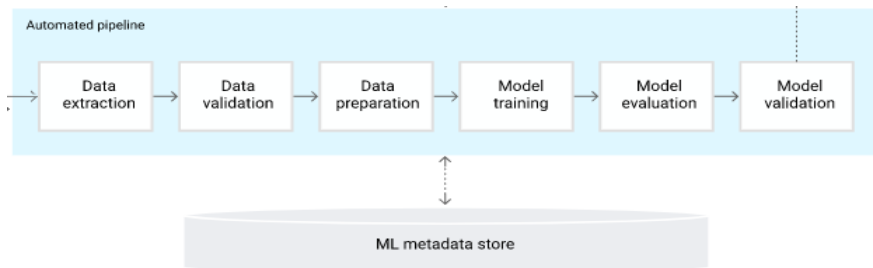 Automated pipeline
Data
extraction
Data
validation
Data
preparation
Model
training
Model
evaluation
Model
validation
ML metadata store